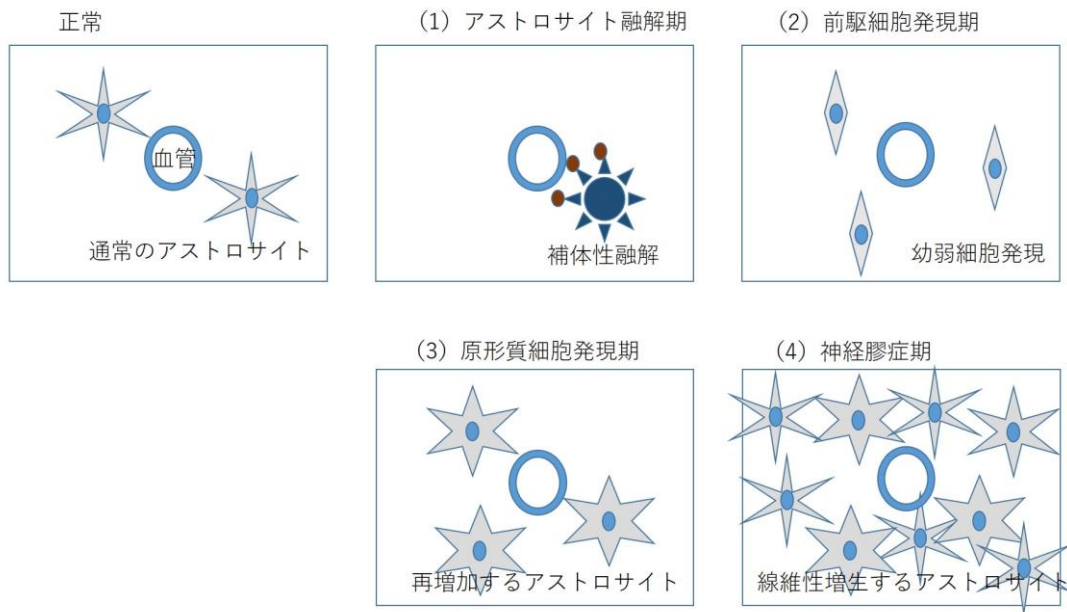 正常
(1) アストロサイト融解期
(2) 前駆細胞発現期
血管
通常のアストロサイト
補体性融解
幼弱細胞発現
(3) 原形質細胞発現期
(4) 神経膠症期
再増加するアストロサイト
線維性増生するアストロサイト